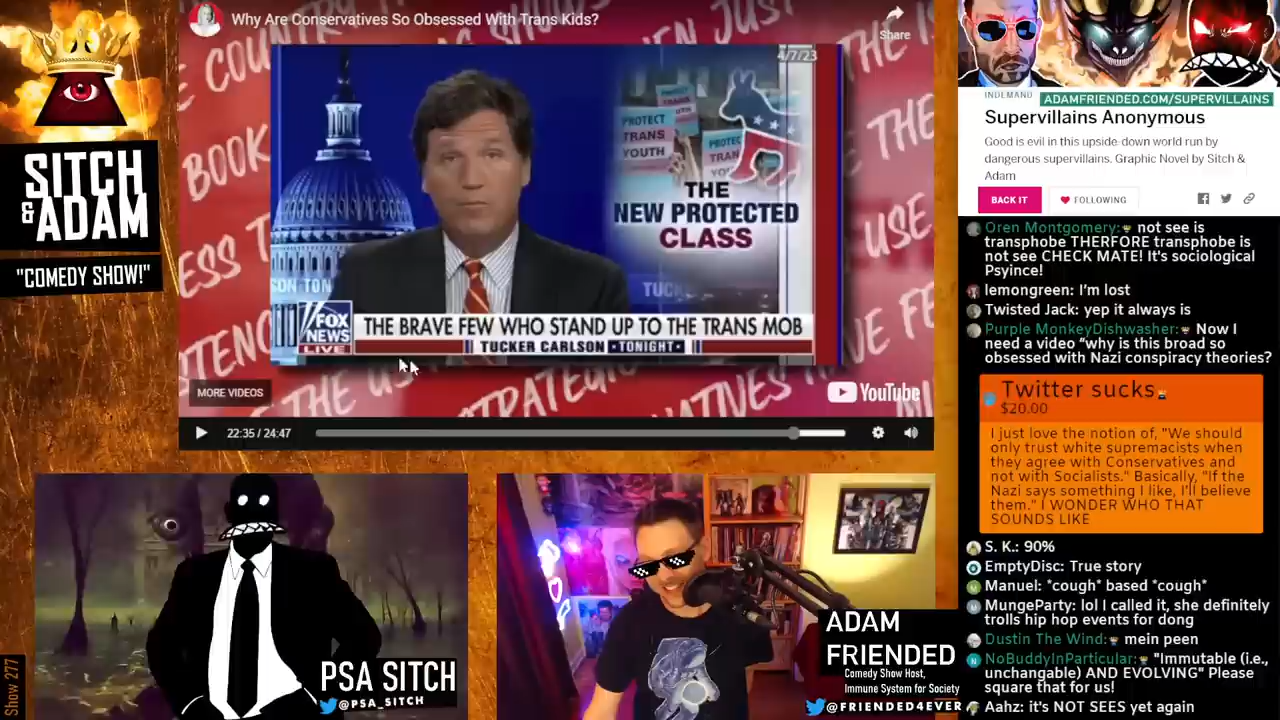 Why Are Conservatives So Obsessed With Trans Kids?
Share
4/7/23
PROTECT
TRANS
YOUTH
THE
NEW PROTECTED
CLASS
FOX
NEWS
LIVE
THE BRAVE FEW WHO STAND UP TO THE TRANS MOB
TUCKER CARLSON TONIGHT
MORE VIDEOS
YouTube
22:35 / 24:47
SITCH
& ADAM
"COMEDY SHOW!"
Show 277
PSA SITCH
@PSA_SITCH
ADAM
FRIENDED
Comedy Show Host,
Immune System for Society
@FRIENDED4EVER
INDEMAND
ADAMFRIENDED.COM/SUPERVILLAINS
Supervillains Anonymous
Good is evil in this upside-down world run by
dangerous supervillains. Graphic Novel by Sitch &
Adam
BACK IT
FOLLOWING
Oren Montgomery: not see is
transphobe THERFORE transphobe is
not see CHECK MATE! It's sociological
Psyince!
lemongreen: I'm lost
Twisted Jack: yep it always is
Purple MonkeyDishwasher: Now I
need a video "why is this broad so
obsessed with Nazi conspiracy theories?
Twitter sucks
$20.00
I just love the notion of, "We should
only trust white supremacists when
they agree with Conservatives and
not with Socialists." Basically, "If the
Nazi says something I like, I'll believe
them." I WONDER WHO THAT
SOUNDS LIKE
S. K.: 90%
EmptyDisc: True story
Manuel: *cough* based *cough*
MungeParty: lol I called it, she definitely
trolls hip hop events for dong
Dustin The Wind: mein peen
NoBuddyInParticular: "Immutable (i.e.,
unchangable) AND EVOLVING" Please
square that for us!
Aahz: it's NOT SEES yet again